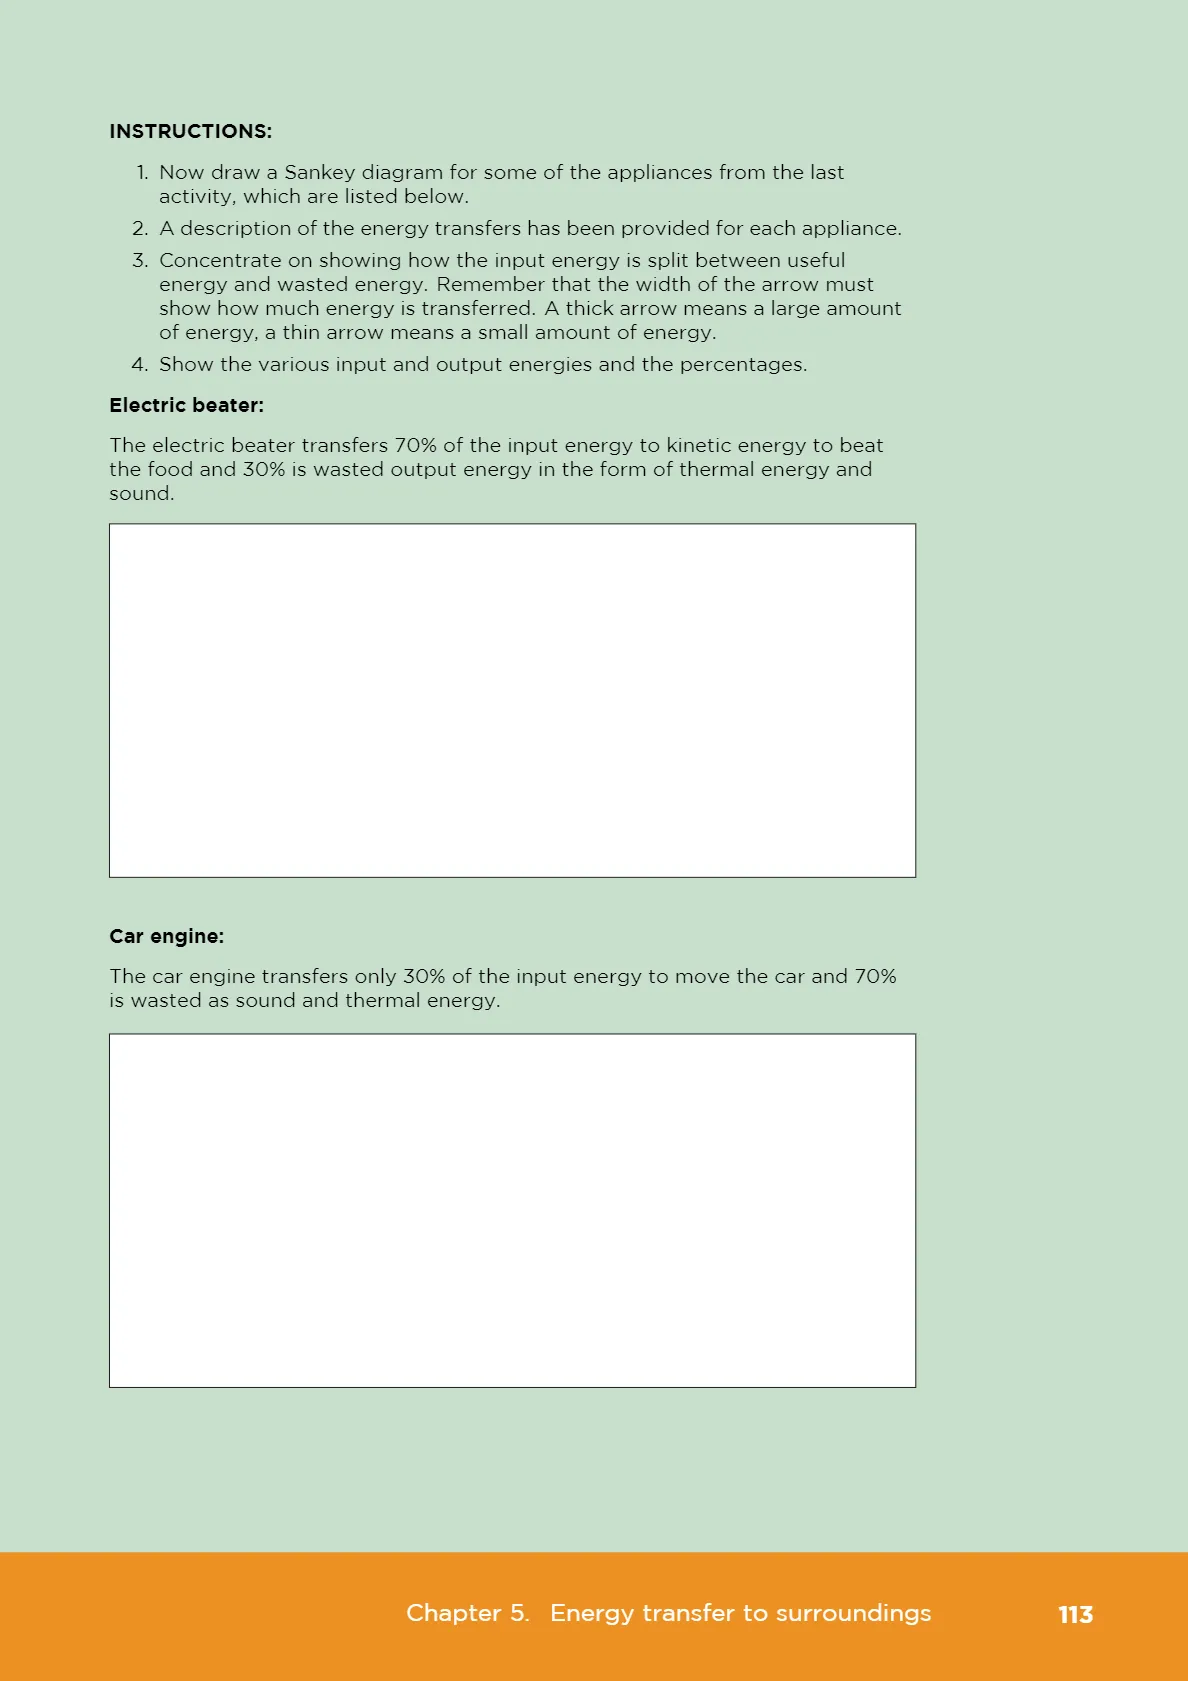 INSTRUCTIONS:
1. Now draw a Sankey diagram for some of the appliances from the last
activity, which are listed below.
2. A description of the energy transfers has been provided for each appliance.
3. Concentrate on showing how the input energy is split between useful
energy and wasted energy. Remember that the width of the arrow must
show how much energy is transferred. A thick arrow means a large amount
of energy, a thin arrow means a small amount of energy.
4. Show the various input and output energies and the percentages.
Electric beater:
The electric beater transfers 70% of the input energy to kinetic energy to beat
the food and 30% is wasted output energy in the form of thermal energy and
sound.
Car engine:
The car engine transfers only 30% of the input energy to move the car and 70%
is wasted as sound and thermal energy.
Chapter 5. Energy transfer to surroundings 113